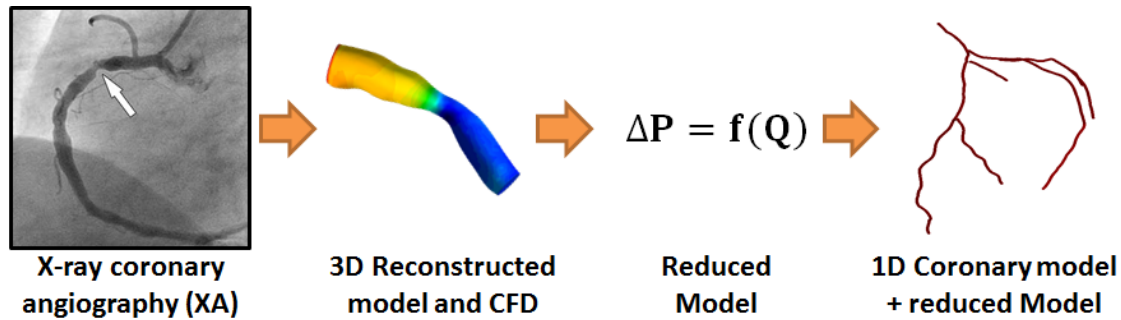 ΔP = f(Q)
X-ray coronary
angiography (XA)
3D Reconstructed
model and CFD
Reduced
Model
1D Coronary model
+ reduced Model